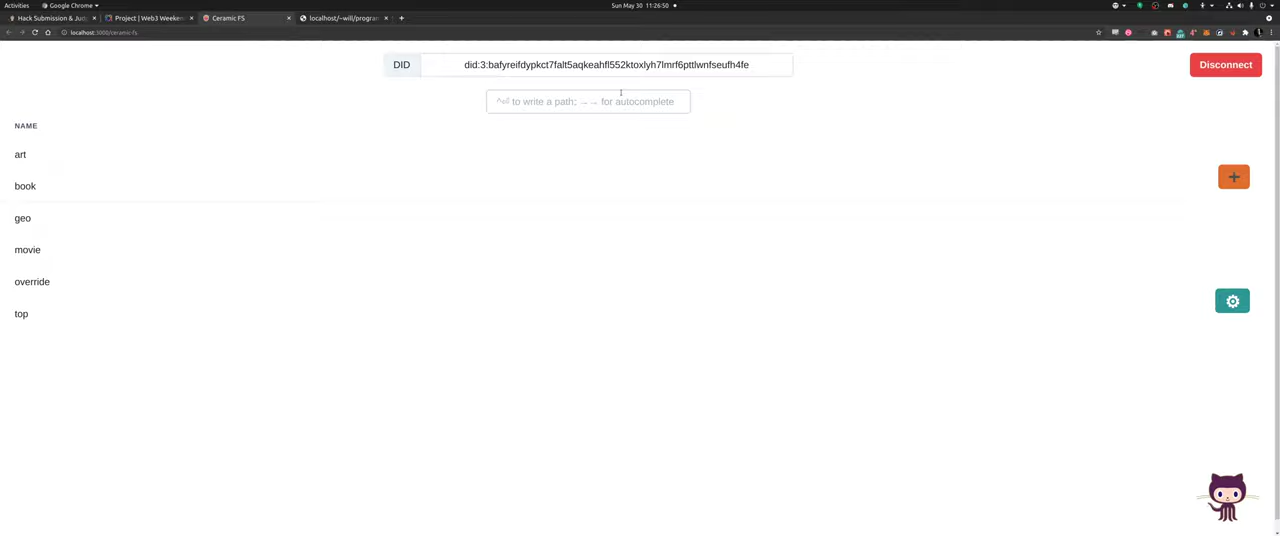 Activities
Google Chrome ▾
Sun May 30 11:26:50
Hack Submission & Jud
Project | Web3 Weeken
Ceramic FS
localhost/~will/program
localhost:3000/ceramic-fs
DID
did:3:bafyreifdypkct7falt5aqkeahfl552ktoxlyh7lmrf6pttlwnfseufh4fe
Disconnect
^⏎ to write a path; →→ for autocomplete
NAME
art
book
geo
movie
override
top